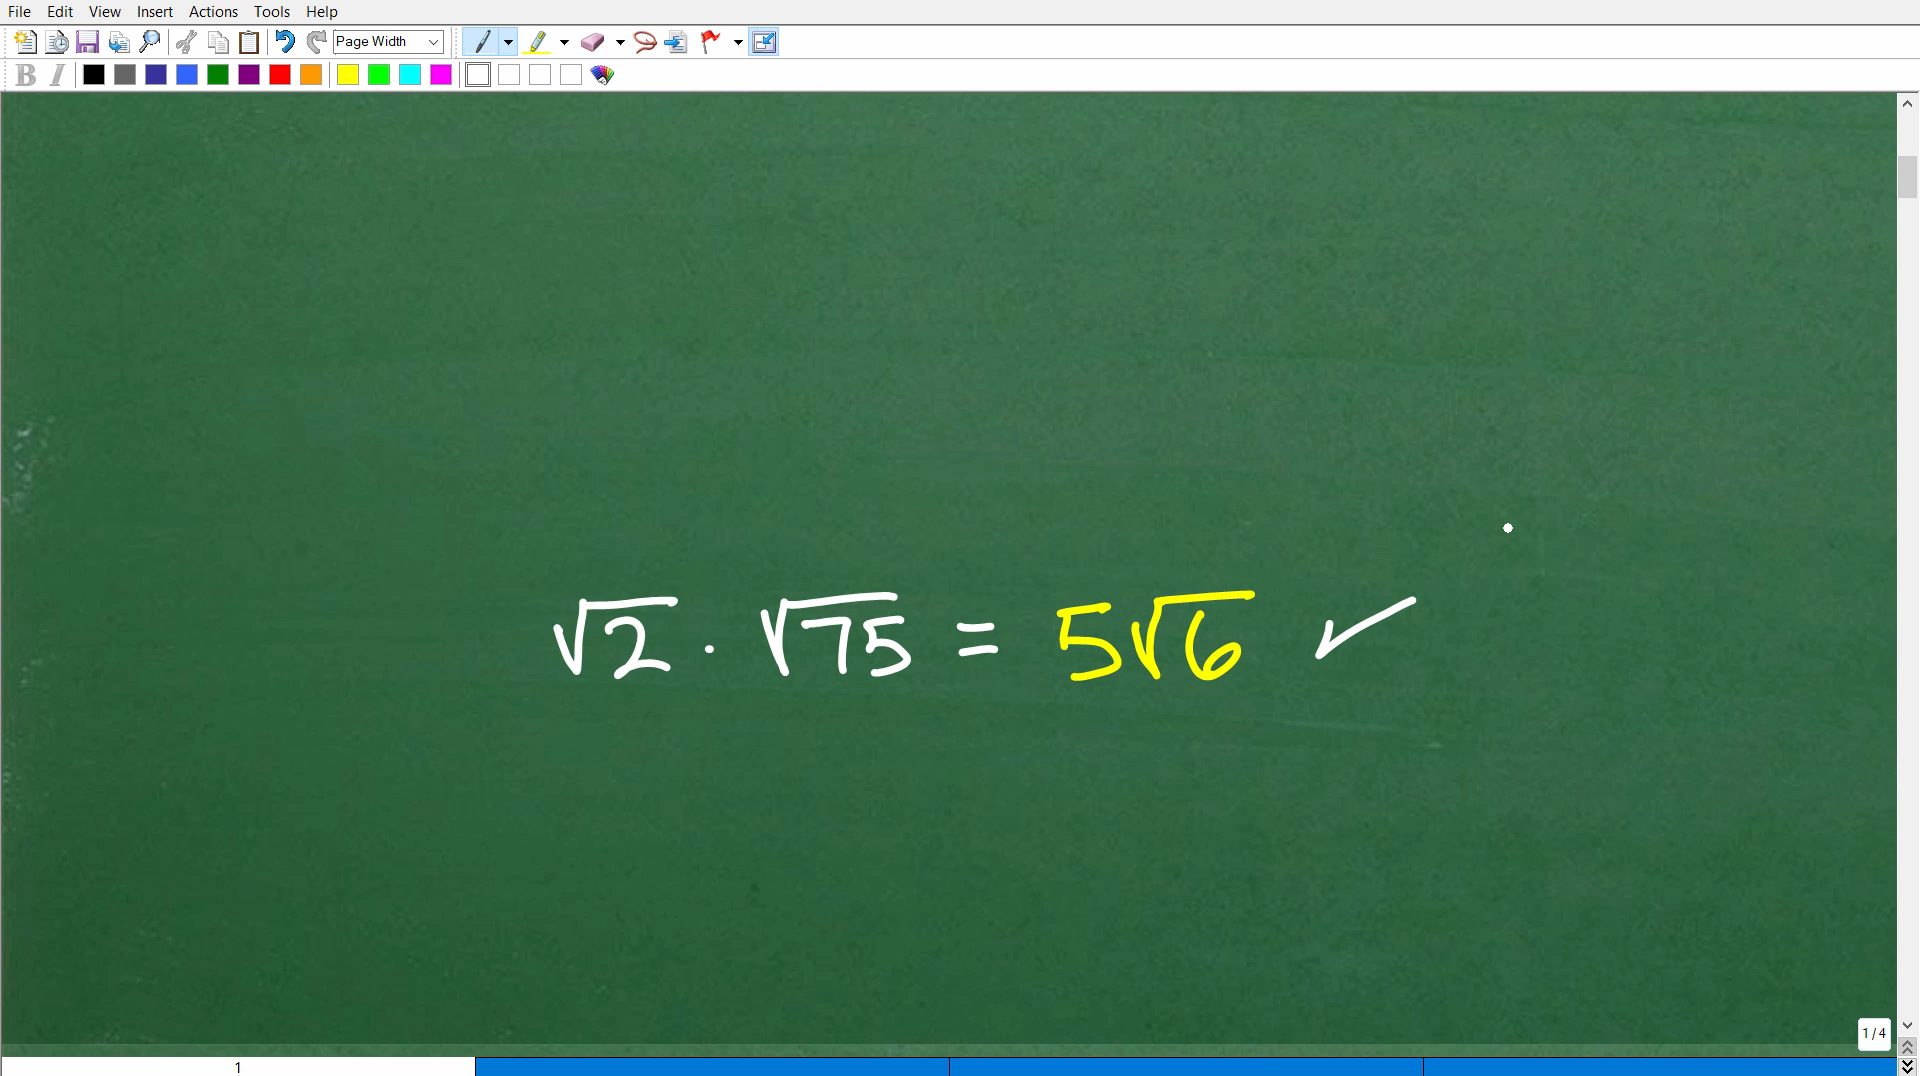 File Edit View Insert Actions Tools Help
Page Width
B I
√2 · √75 = 5√6 ✓
1 / 4
1